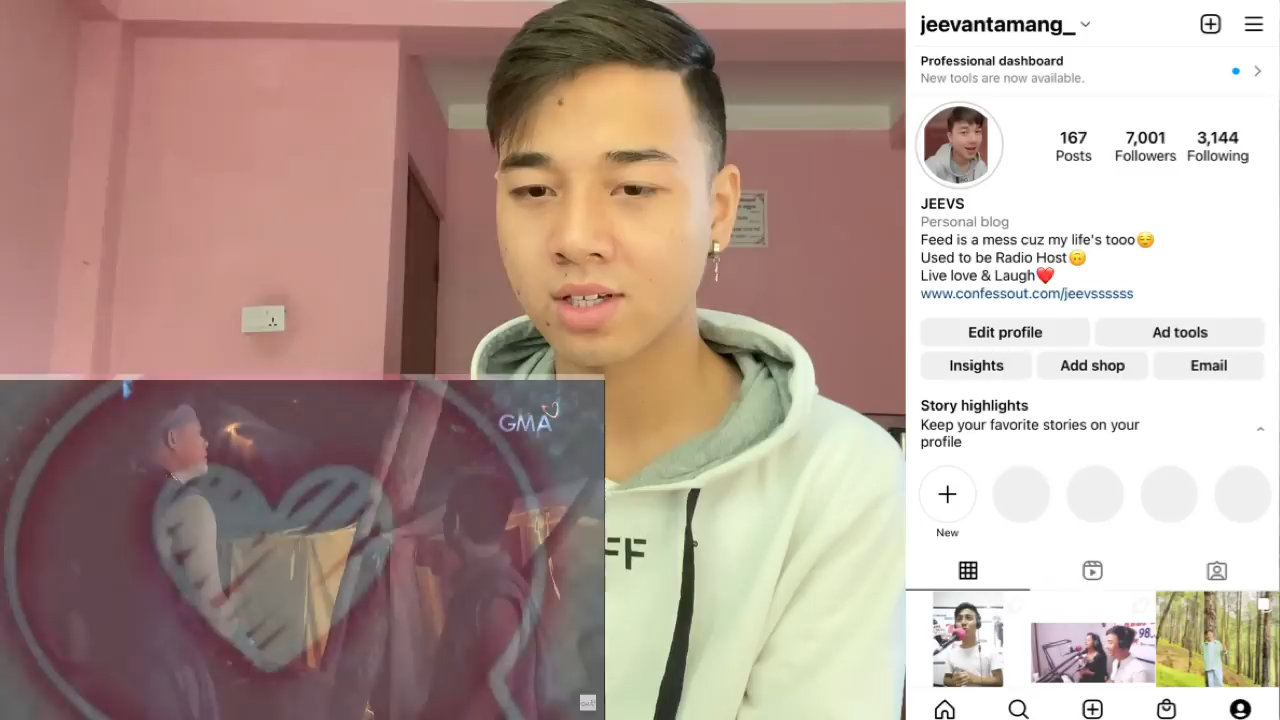 jeevantamang_
Professional dashboard
New tools are now available.
167
Posts
7,001
Followers
3,144
Following
JEEVS
Personal blog
Feed is a mess cuz my life's tooo😌
Used to be Radio Host🙃
Live love & Laugh❤️
www.confessout.com/jeevssssss
Edit profile
Ad tools
Insights
Add shop
Email
Story highlights
Keep your favorite stories on your
profile
New
GMA
FF
98.